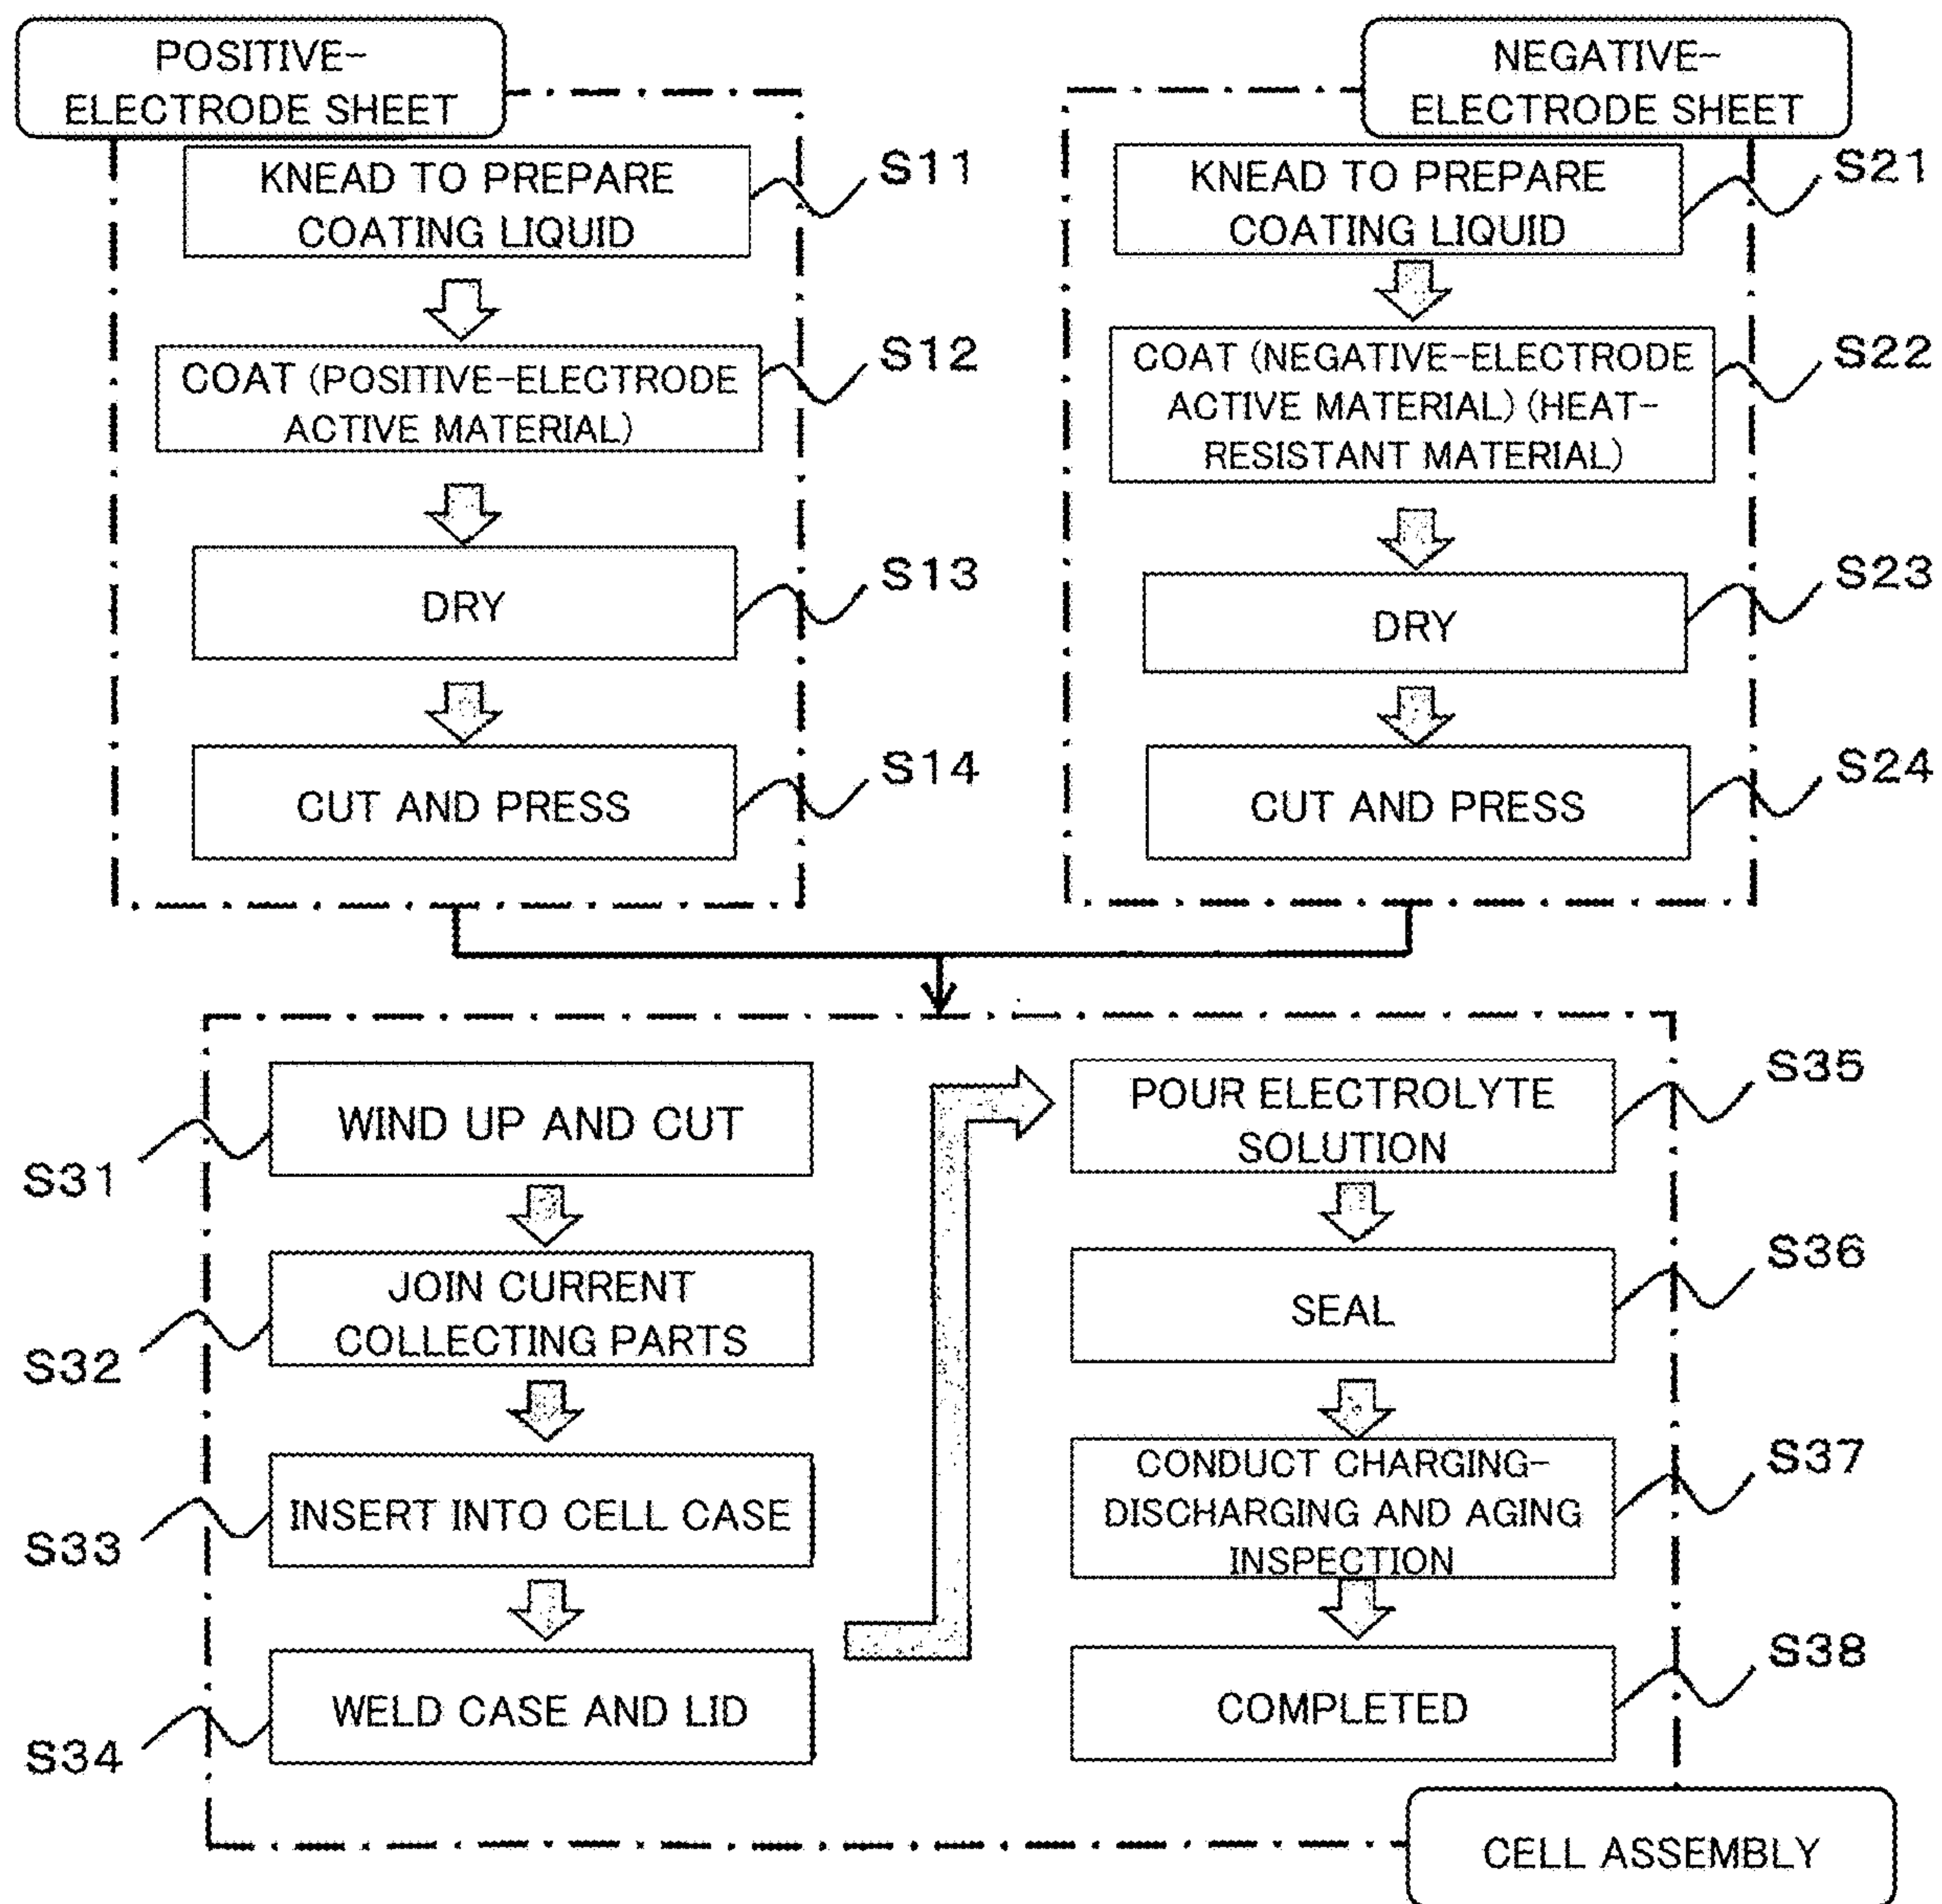 POSITIVE-
ELECTRODE SHEET
KNEAD TO PREPARE
COATING LIQUID
S11
COAT (POSITIVE-ELECTRODE
ACTIVE MATERIAL)
S12
DRY
S13
CUT AND PRESS
S14
NEGATIVE-
ELECTRODE SHEET
KNEAD TO PREPARE
COATING LIQUID
S21
COAT (NEGATIVE-ELECTRODE
ACTIVE MATERIAL) (HEAT-
RESISTANT MATERIAL)
S22
DRY
S23
CUT AND PRESS
S24
WIND UP AND CUT
S31
JOIN CURRENT
COLLECTING PARTS
S32
INSERT INTO CELL CASE
S33
WELD CASE AND LID
S34
POUR ELECTROLYTE
SOLUTION
S35
SEAL
S36
CONDUCT CHARGING-
DISCHARGING AND AGING
INSPECTION
S37
COMPLETED
S38
CELL ASSEMBLY